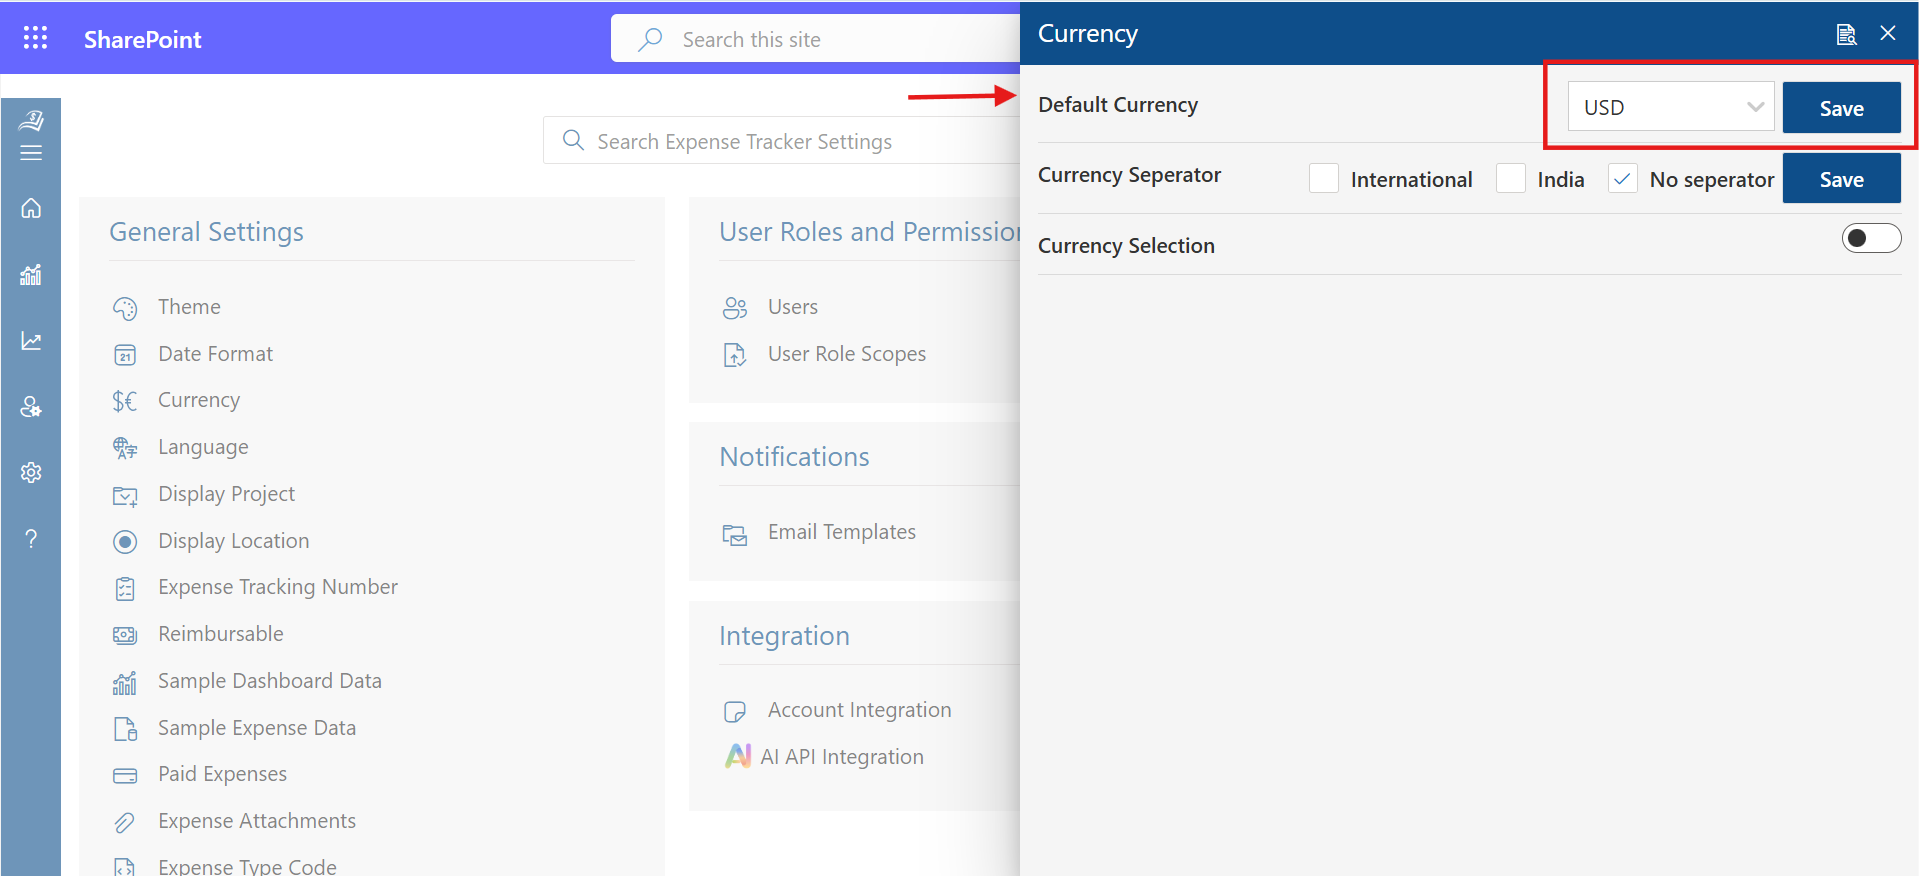 SharePoint
Search this site
Search Expense Tracker Settings
General Settings
Theme
21
Date Format
Currency
Language
Display Project
Display Location
Expense Tracking Number
Reimbursable
Sample Dashboard Data
Sample Expense Data
Paid Expenses
Expense Attachments
Expense Type Code
User Roles and Permission
Users
User Role Scopes
Notifications
Email Templates
Integration
Account Integration
AI AI API Integration
Currency
Default Currency USD Save
Currency Seperator International India No seperator Save
Currency Selection